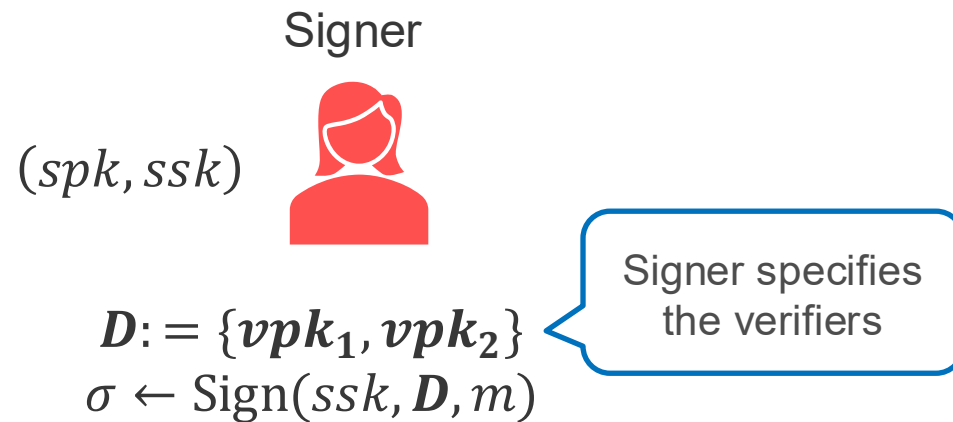 Signer
(spk, ssk)
D: = {vpk₁, vpk₂}
σ ← Sign(ssk, D, m)
Signer specifies
the verifiers